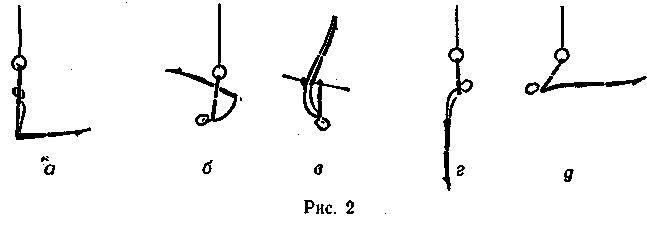 а б в г д
Рис. 2